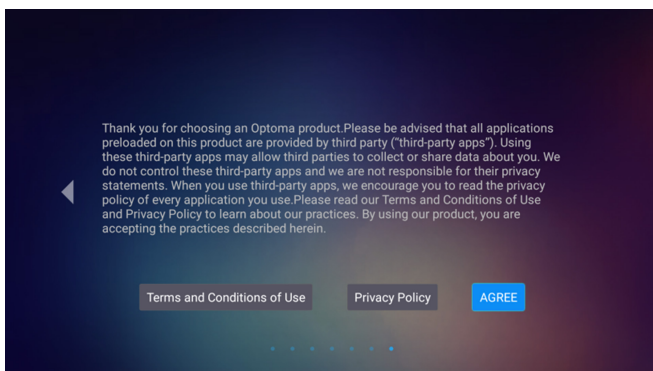 Thank you for choosing an Optoma product.Please be advised that all applications
preloaded on this product are provided by third party (“third-party apps”). Using
these third-party apps may allow third parties to collect or share data about you. We
do not control these third-party apps and we are not responsible for their privacy
statements. When you use third-party apps, we encourage you to read the privacy
policy of every application you use.Please read our Terms and Conditions of Use
and Privacy Policy to learn about our practices. By using our product, you are
accepting the practices described herein.
Terms and Conditions of Use
Privacy Policy
AGREE